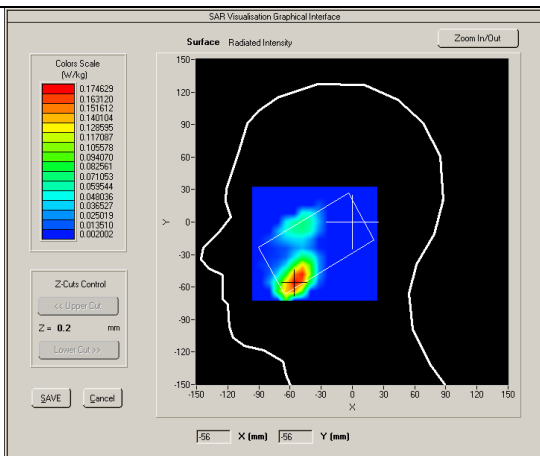 SAR Visualisation Graphical Interface
Surface Radiated Intensity
Zoom In/Out
Colors Scale
(W/kg)
0.174629
0.163120
0.151612
0.140104
0.128595
0.117087
0.105578
0.094070
0.082561
0.071053
0.059544
0.048036
0.036527
0.025019
0.013510
0.002002
Z-Cuts Control
<< Upper Cut
Z = 0.2 mm
Lower Cut >>
SAVE
Cancel
150
120
90
60
30
0
-30
-60
-90
-120
-150
Y
-150 -120 -90 -60 -30 0 30 60 90 120 150
X
-56 X (mm) -56 Y (mm)